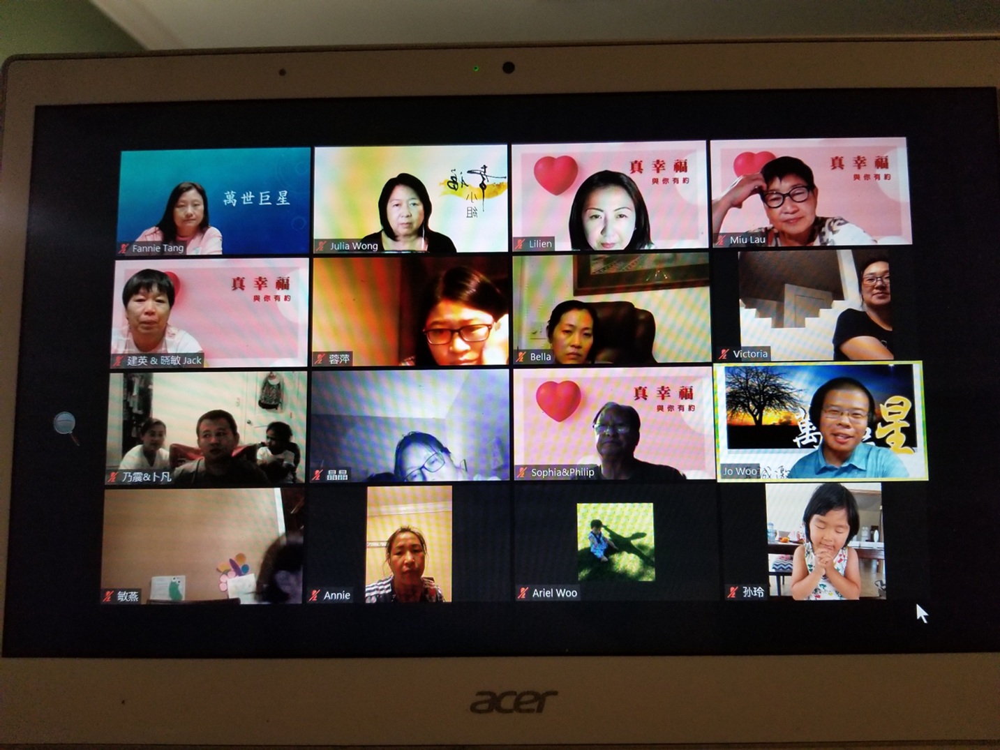 萬世巨星
Fannie Tang
幸福
小組
Julia Wong
真幸福
與你有約
Lilien
真幸福
與你有約
Miu Lau
真幸福
與你有約
建英 & 晓敏 Jack
蓉萍
Bella
Victoria
乃震&卜凡
晶晶
真幸福
與你有約
Sophia&Philip
萬
星
Jo Woo
敏燕
Annie
Ariel Woo
孙玲
acer